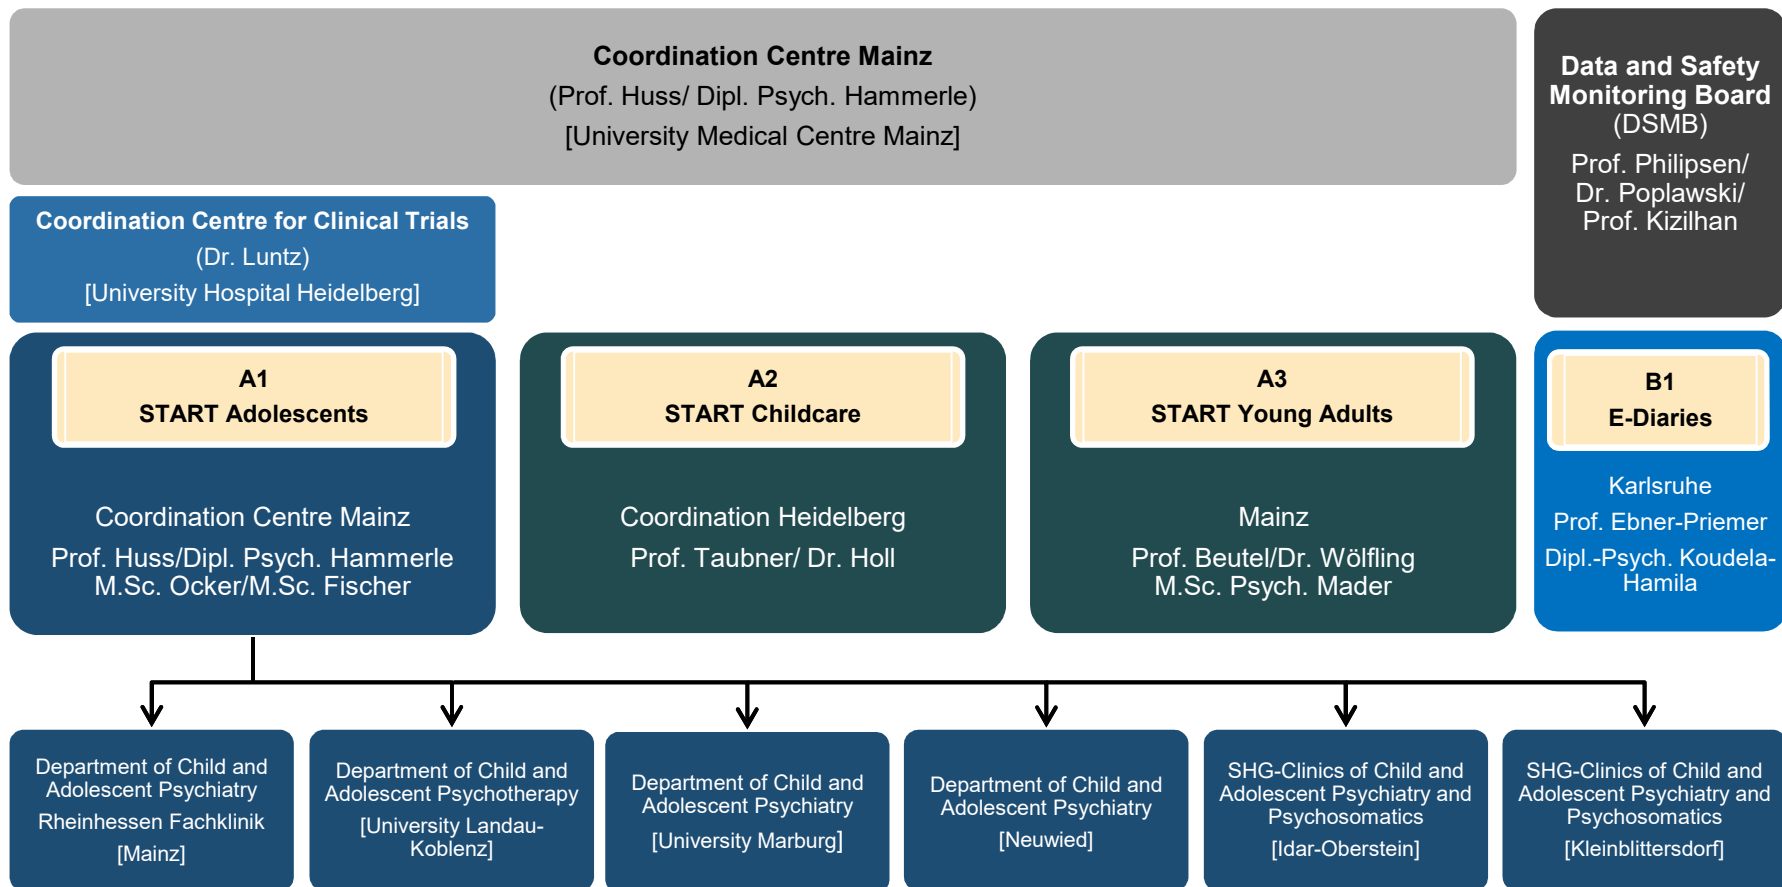 Coordination Centre Mainz
(Prof. Huss/ Dipl. Psych. Hammerle)
[University Medical Centre Mainz]
Data and Safety
Monitoring Board
(DSMB)
Prof. Philipsen/
Dr. Poplawski/
Prof. Kizilhan
Coordination Centre for Clinical Trials
(Dr. Luntz)
[University Hospital Heidelberg]
A1
START Adolescents
Coordination Centre Mainz
Prof. Huss/Dipl. Psych. Hammerle
M.Sc. Ocker/M.Sc. Fischer
A2
START Childcare
Coordination Heidelberg
Prof. Taubner/ Dr. Holl
A3
START Young Adults
Mainz
Prof. Beutel/Dr. Wölfling
M.Sc. Psych. Mader
B1
E-Diaries
Karlsruhe
Prof. Ebner-Priemer
Dipl.-Psych. Koudela-
Hamila
Department of Child and
Adolescent Psychiatry
Rheinhessen Fachklinik
[Mainz]
Department of Child and
Adolescent Psychotherapy
[University Landau-
Koblenz]
Department of Child and
Adolescent Psychiatry
[University Marburg]
Department of Child and
Adolescent Psychiatry
[Neuwied]
SHG-Clinics of Child and
Adolescent Psychiatry and
Psychosomatics
[Idar-Oberstein]
SHG-Clinics of Child and
Adolescent Psychiatry and
Psychosomatics
[Kleinblittersdorf]